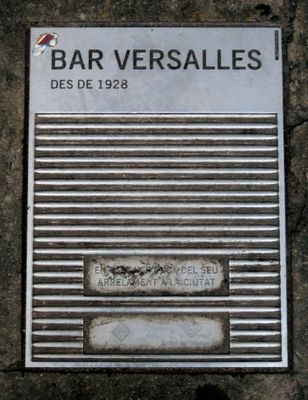 BAR VERSALLES
DES DE 1928
EN DEL SEU
ARRELAMENT A LA CIUTAT